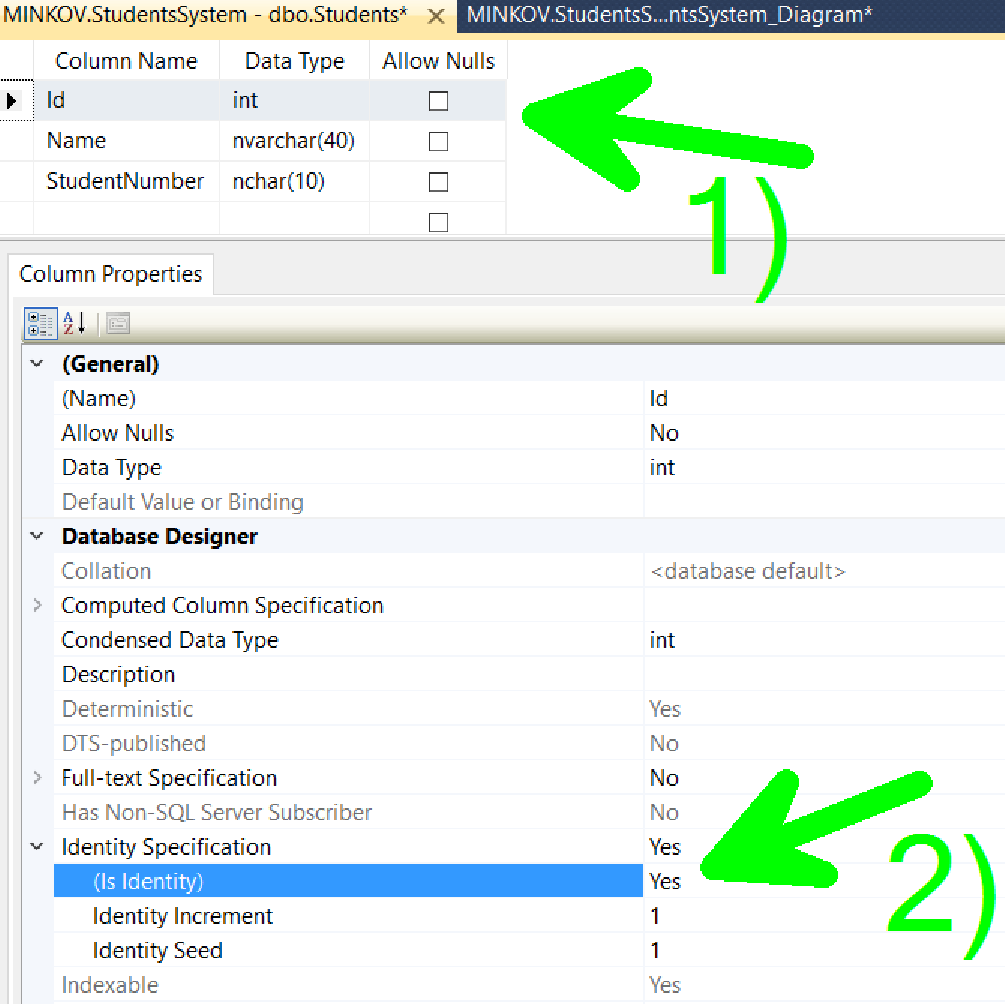 MINKOV.StudentsSystem - dbo.Students* MINKOV.StudentsS...ntsSystem_Diagram*
Column Name Data Type Allow Nulls
Id int
Name nvarchar(40)
StudentNumber nchar(10)
1)
Column Properties
(General)
(Name) Id
Allow Nulls No
Data Type int
Default Value or Binding
Database Designer
Collation <database default>
Computed Column Specification
Condensed Data Type int
Description
Deterministic Yes
DTS-published No
Full-text Specification No
Has Non-SQL Server Subscriber No
Identity Specification Yes
(Is Identity) Yes
2)
Identity Increment 1
Identity Seed 1
Indexable Yes